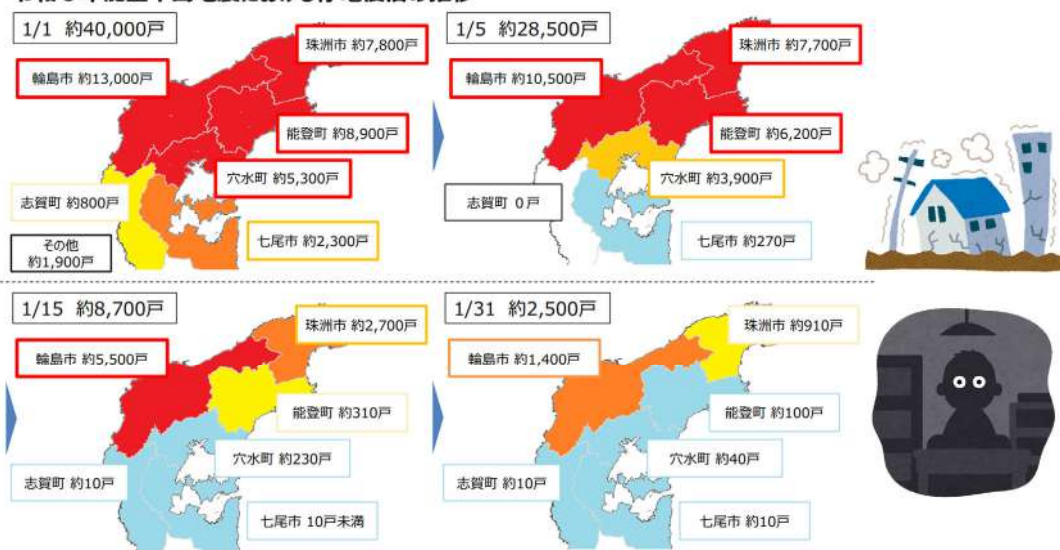 1/1 約40,000戸
珠洲市 約7,800戸
輪島市 約13,000戸
能登町 約8,900戸
穴水町 約5,300戸
志賀町 約800戸
七尾市 約2,300戸
その他
約1,900戸
1/5 約28,500戸
珠洲市 約7,700戸
輪島市 約10,500戸
能登町 約6,200戸
穴水町 約3,900戸
志賀町 0戸
七尾市 約270戸
1/15 約8,700戸
珠洲市 約2,700戸
輪島市 約5,500戸
能登町 約310戸
穴水町 約230戸
志賀町 約10戸
七尾市 10戸未満
1/31 約2,500戸
珠洲市 約910戸
輪島市 約1,400戸
能登町 約100戸
穴水町 約40戸
志賀町 約10戸
七尾市 約10戸